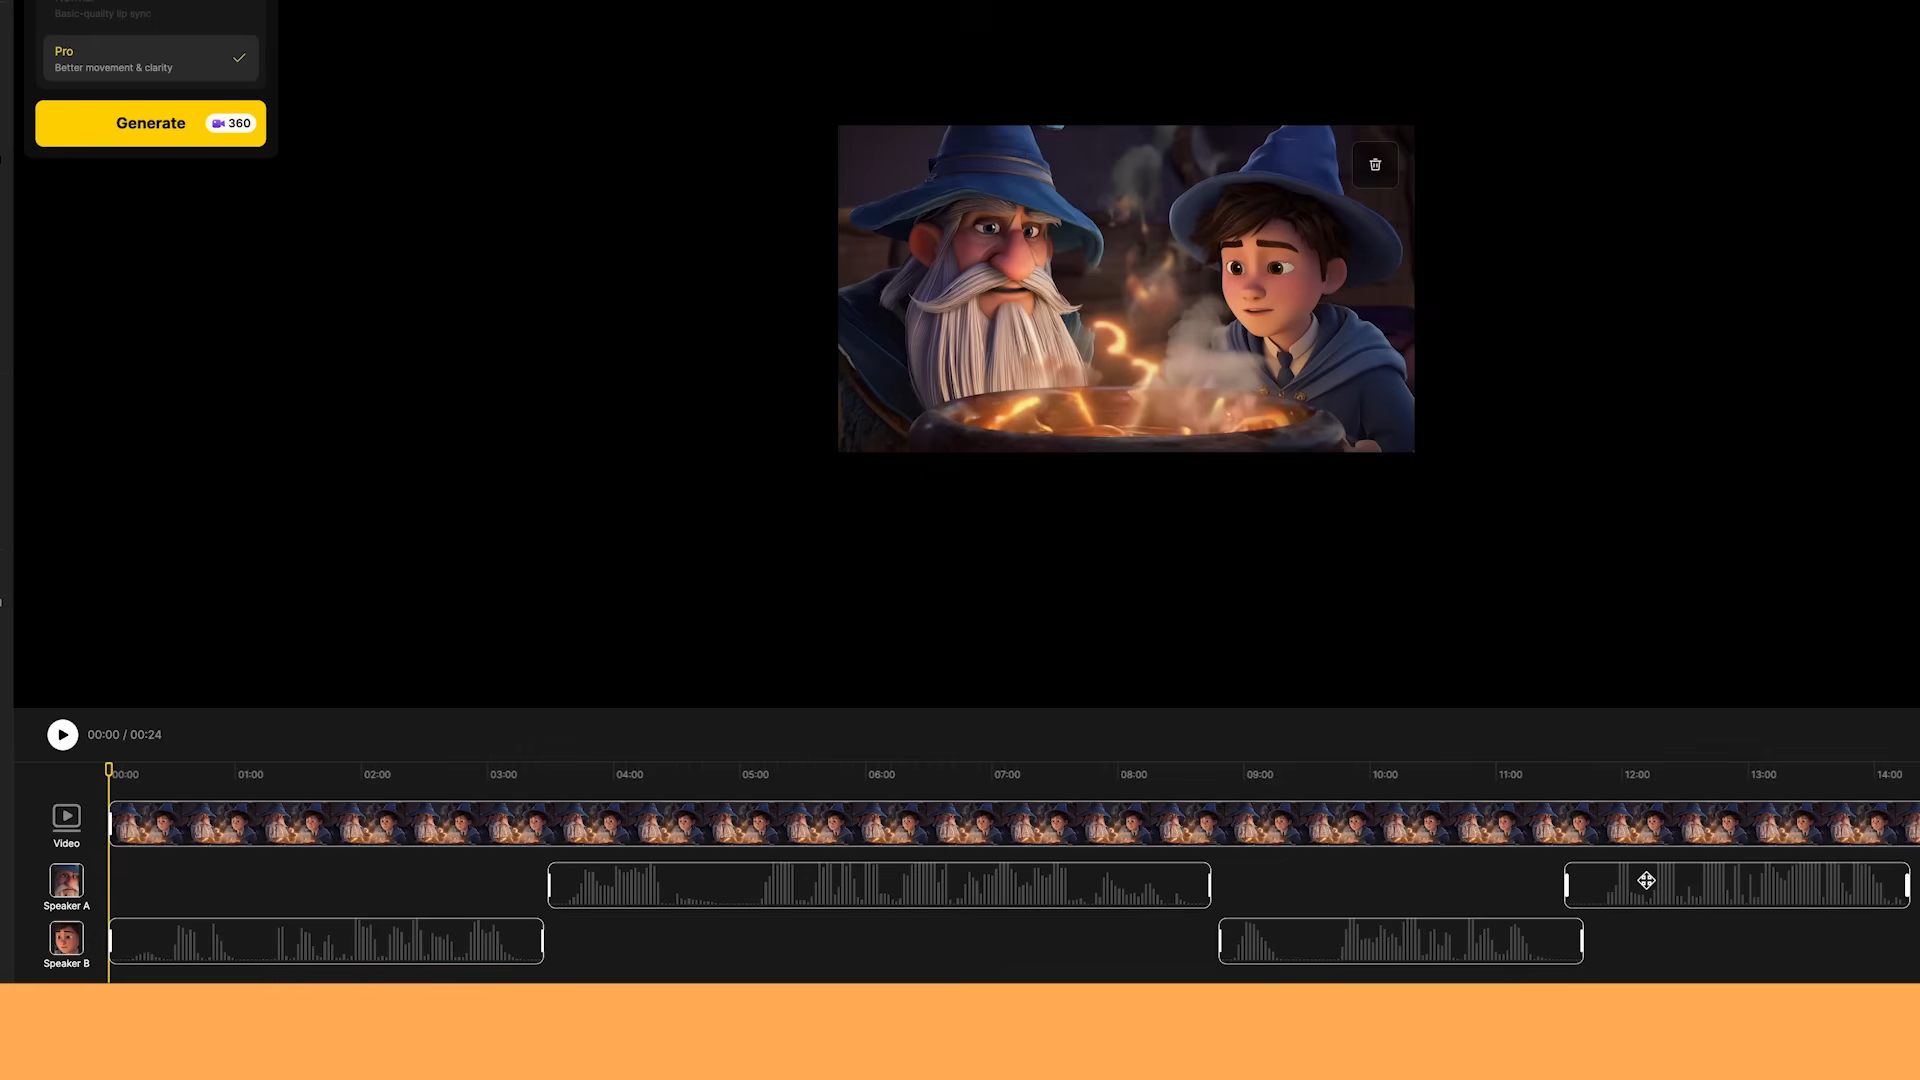 Basic-quality lip sync
Pro
Better movement & clarity
Generate 360
00:00 / 00:24
00:00 01:00 02:00 03:00 04:00 05:00 06:00 07:00 08:00 09:00 10:00 11:00 12:00 13:00 14:00
Video
Speaker A
Speaker B